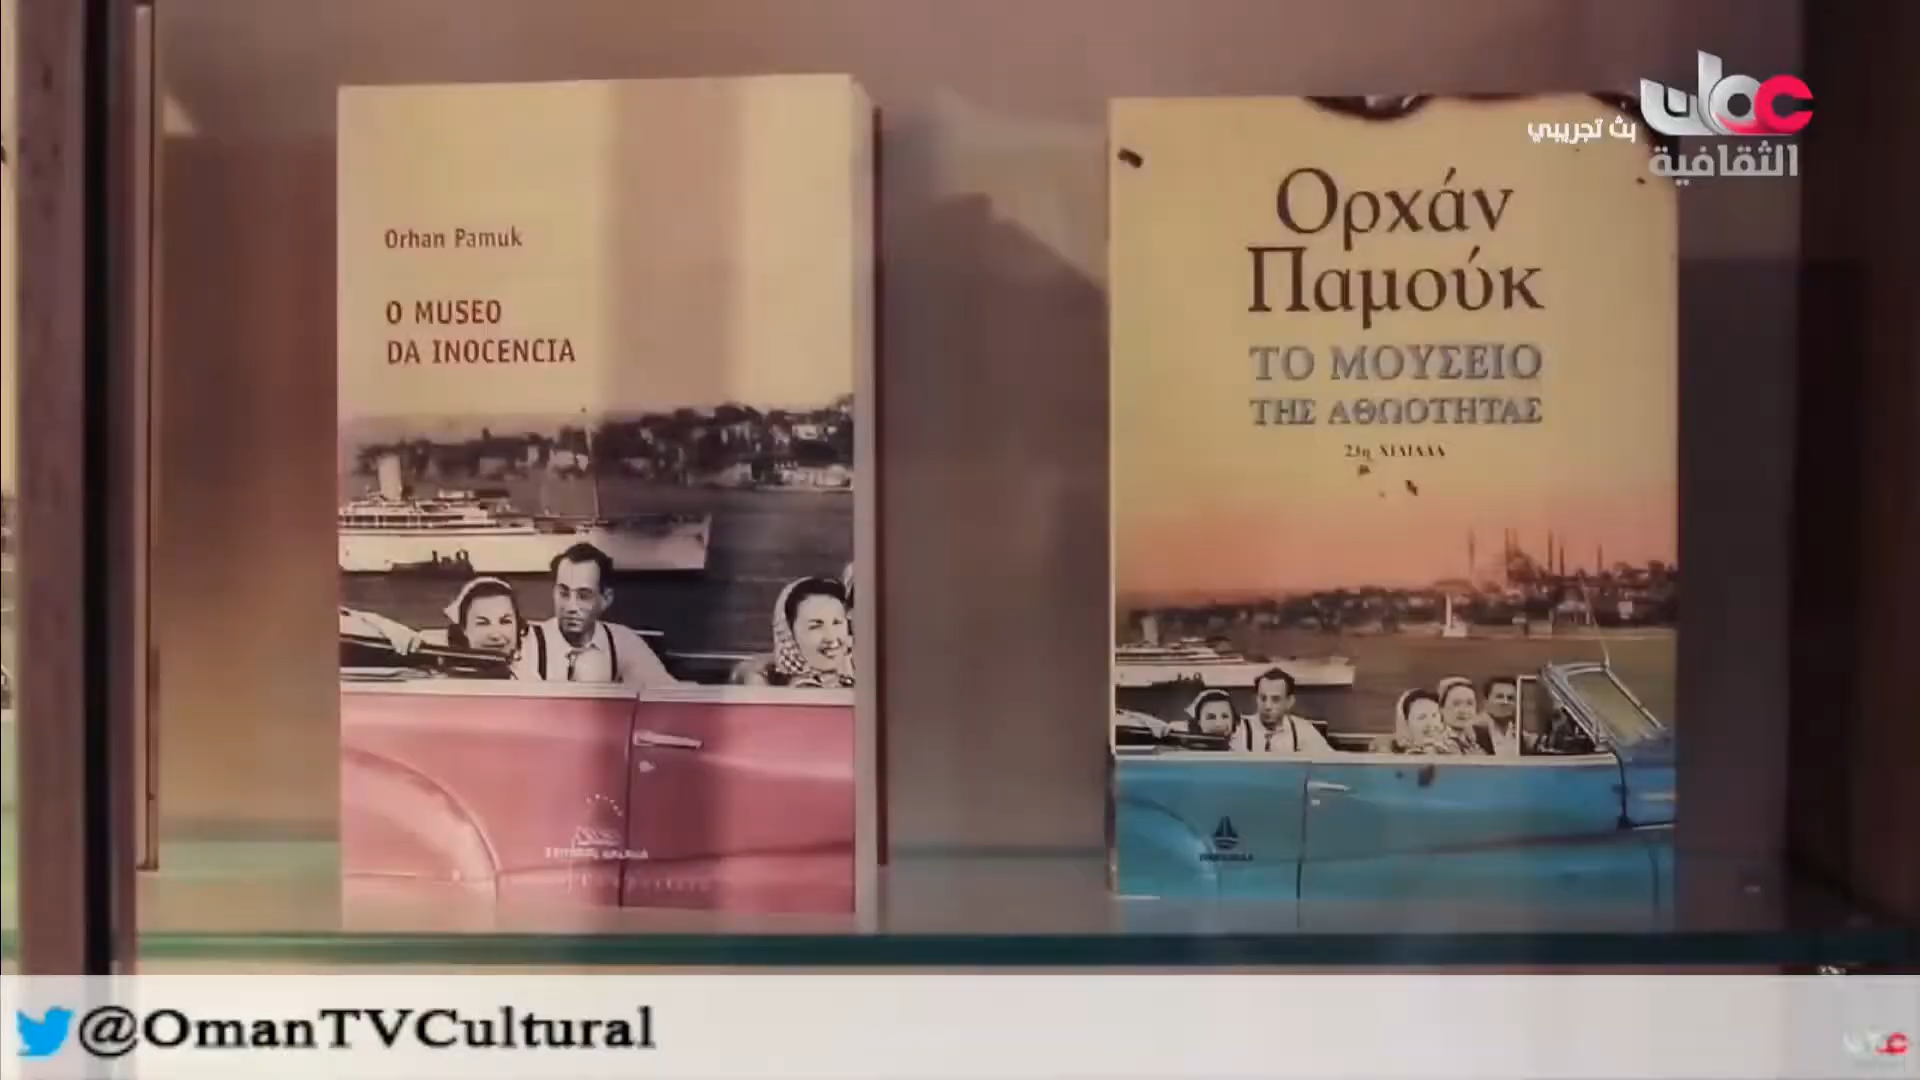 عمان
الثقافية
بث تجريبي
Orhan Pamuk
O MUSEO
DA INOCENCIA
Ορχάν
Παμούκ
ΤΟ ΜΟΥΣΕΙΟ
ΤΗΣ ΑΘΩΟΤΗΤΑΣ
23η ΧΙΛΙΑΔΑ
@OmanTVCultural